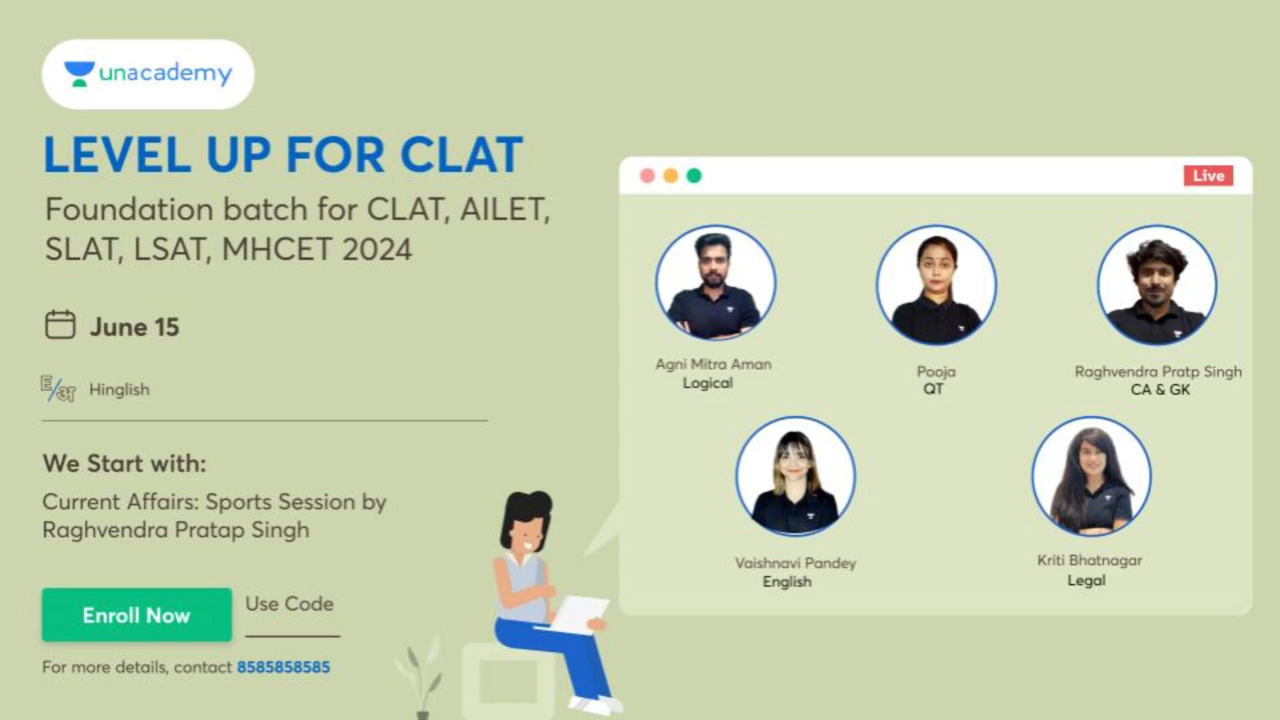 unacademy
LEVEL UP FOR CLAT
Foundation batch for CLAT, AILET,
SLAT, LSAT, MHCET 2024
June 15
E/अ
Hinglish
We Start with:
Current Affairs: Sports Session by
Raghvendra Pratap Singh
Enroll Now
Use Code
For more details, contact 8585858585
Live
Agni Mitra Aman
Logical
Pooja
QT
Raghvendra Pratp Singh
CA & GK
Vaishnavi Pandey
English
Kriti Bhatnagar
Legal